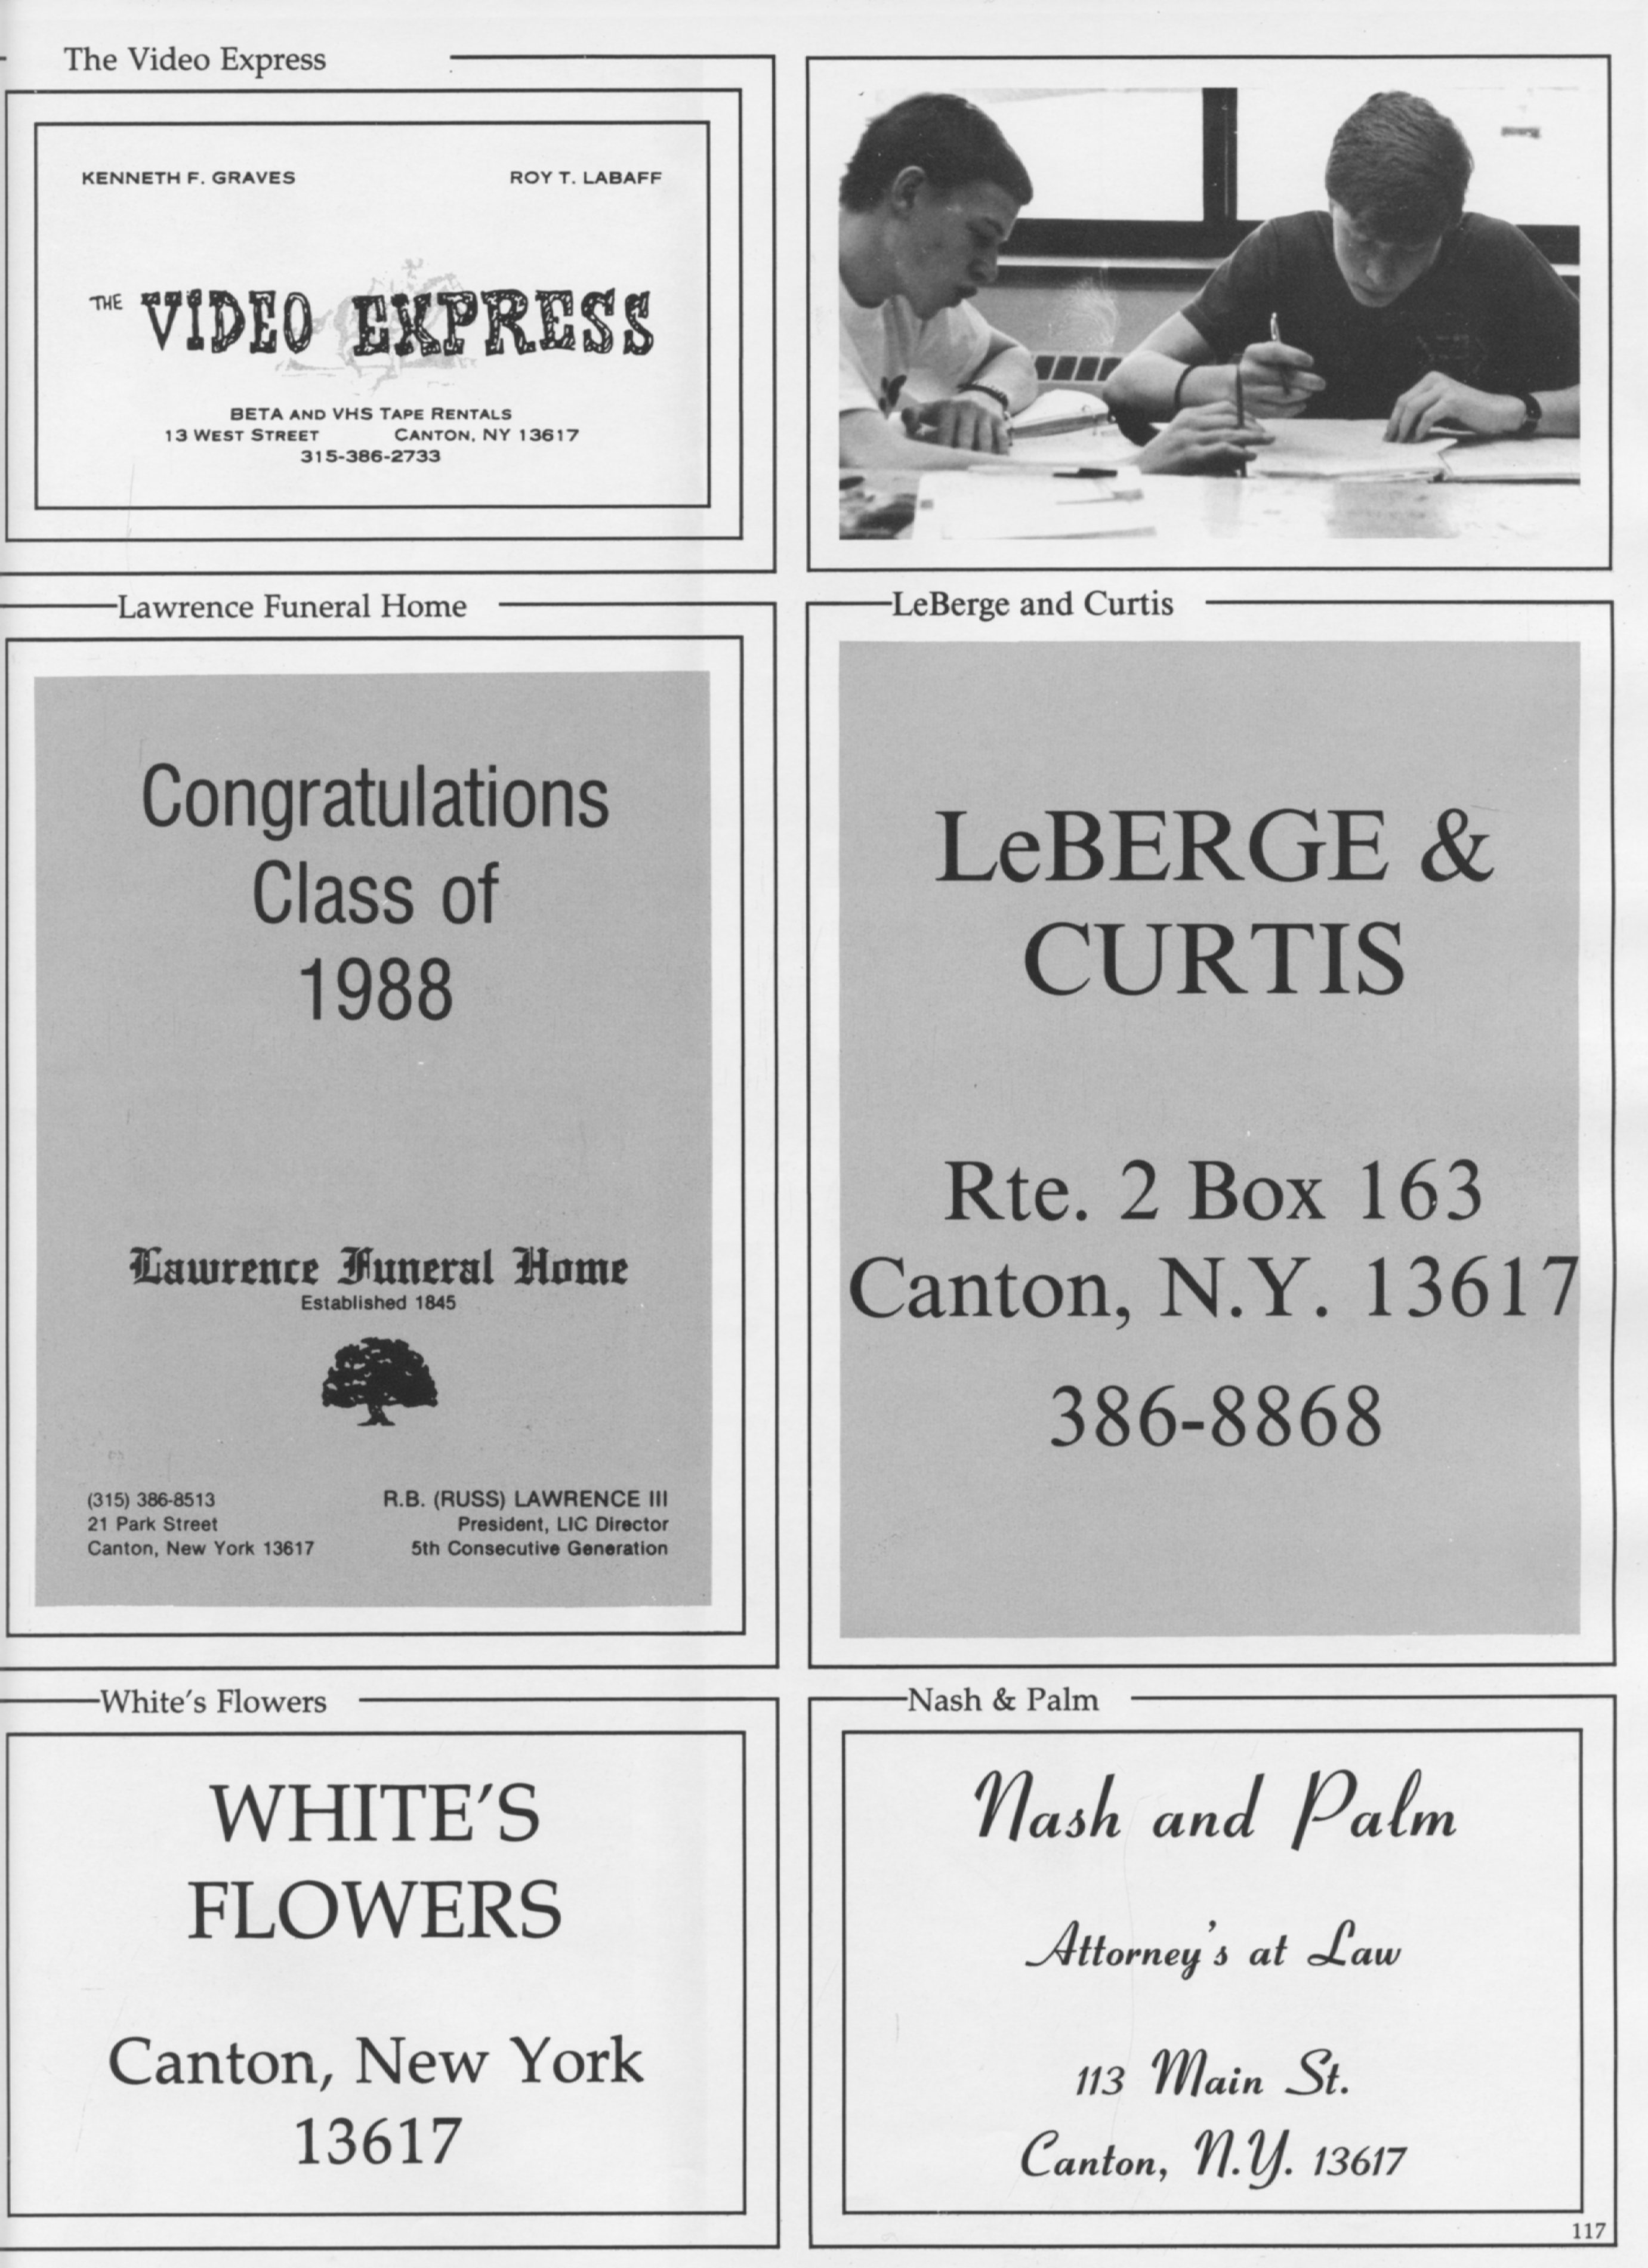 The Video Express
KENNETH F. GRAVES
ROY T. LABAFF
THE VIDEO EXPRESS
BETA AND VHS TAPE RENTALS
13 WEST STREET CANTON, NY 13617
315-386-2733
Lawrence Funeral Home
Congratulations
Class of
1988
Lawrence Funeral Home
Established 1845
(315) 386-8513
21 Park Street
Canton, New York 13617
R.B. (RUSS) LAWRENCE III
President, LIC Director
5th Consecutive Generation
LeBerge and Curtis
LeBERGE &
CURTIS
Rte. 2 Box 163
Canton, N.Y. 13617
386-8868
White's Flowers
WHITE'S
FLOWERS
Canton, New York
13617
Nash & Palm
Nash and Palm
Attorney's at Law
113 Main St.
Canton, N.Y. 13617
117